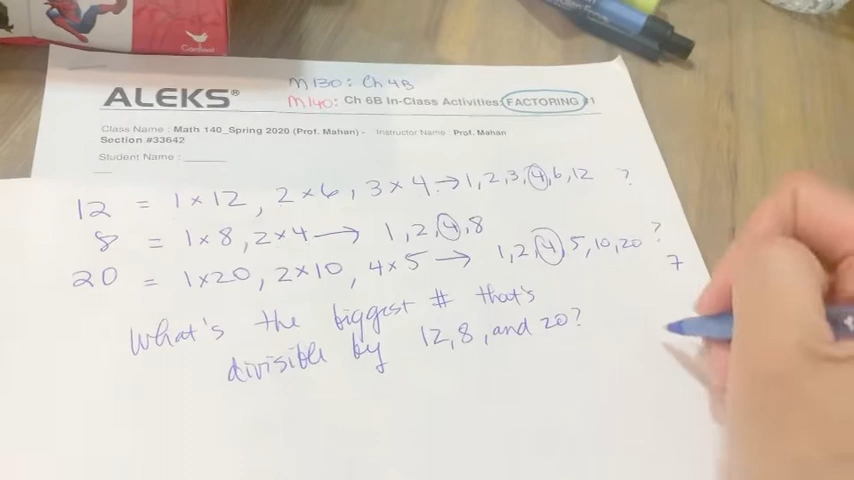 Cardinal
M130: Ch 4B
ALEKS®
M140: Ch 6B In-Class Activities: FACTORING #1
Class Name : Math 140_Spring 2020 (Prof. Mahan) - Instructor Name : Prof. Mahan
Section #33642
Student Name : ______
12 = 1 x 12, 2 x 6, 3 x 4 → 1, 2, 3, 4, 6, 12 ?
8 = 1 x 8, 2 x 4 → 1, 2, 4, 8
20 = 1 x 20, 2 x 10, 4 x 5 → 1, 2, 4, 5, 10, 20 ?
7
What's the biggest # that's
divisible by 12, 8, and 20?